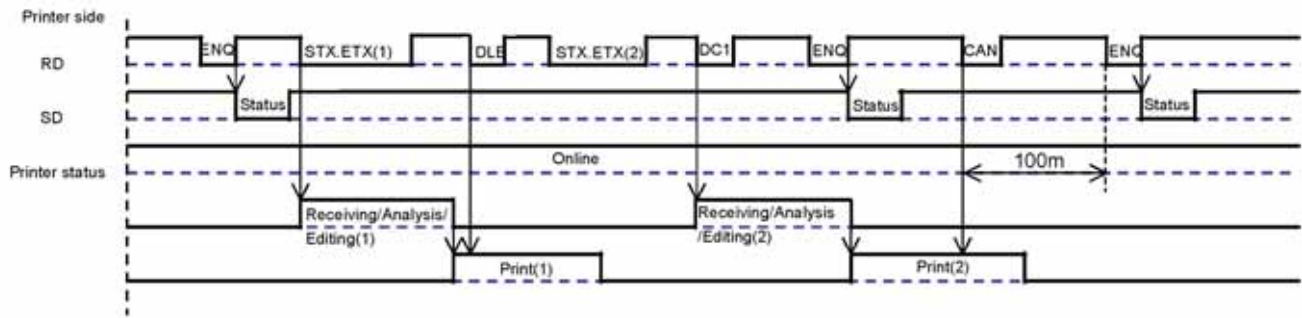 Printer side
RD
ENQ
STX.ETX(1)
DLE
STX.ETX(2)
DC1
ENQ
CAN
ENQ
SD
Status
Status
Status
Printer status
Online
100m
Receiving/Analysis/
Editing(1)
Receiving/Analysis
/Editing(2)
Print(1)
Print(2)